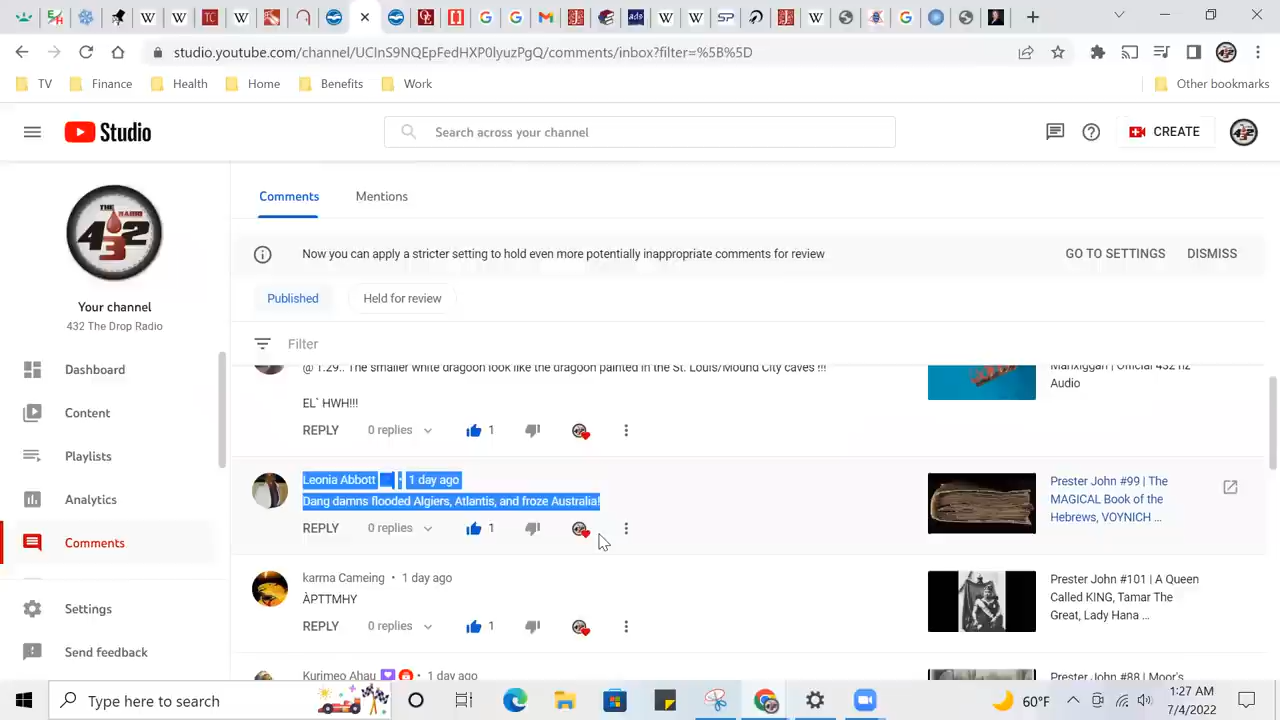 studio.youtube.com/channel/UCInS9NQEpFedHXP0lyuzPgQ/comments/inbox?filter=%5B%5D
TV Finance Health Home Benefits Work Other bookmarks
Studio
Search across your channel
CREATE
THE RADIO
432
Your channel
432 The Drop Radio
Dashboard
Content
Playlists
Analytics
Comments
Settings
Send feedback
Comments Mentions
Now you can apply a stricter setting to hold even more potentially inappropriate comments for review GO TO SETTINGS DISMISS
Published Held for review
Filter
@ 1:29.. The smaller white dragoon look like the dragoon painted in the St. Louis/Mound City caves !!!
EL` HWH!!!
REPLY 0 replies 1
Manxiggan | Official 432 hz
Audio
Leonia Abbott • 1 day ago
Dang damns flooded Algiers, Atlantis, and froze Australia!
REPLY 0 replies 1
Prester John #99 | The
MAGICAL Book of the
Hebrews, VOYNICH ...
karma Cameing • 1 day ago
ÀPTTMHY
REPLY 0 replies 1
Prester John #101 | A Queen
Called KING, Tamar The
Great, Lady Hana ...
Kurimeo Ahau • 1 day ago
Prester John #88 | Moor's
Type here to search
60°F
1:27 AM
7/4/2022